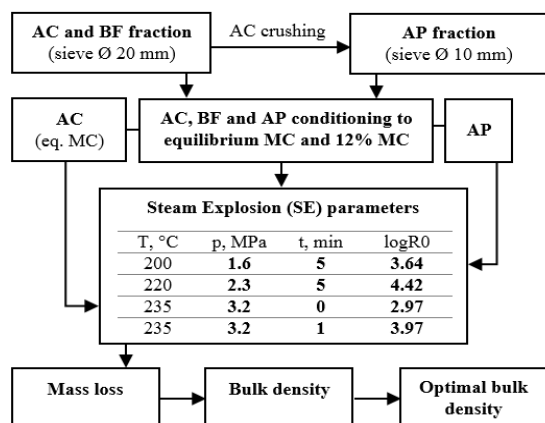 AC and BF fraction
(sieve Ø 20 mm)
AC crushing
AP fraction
(sieve Ø 10 mm)
AC
(eq. MC)
AC, BF and AP conditioning to
equilibrium MC and 12% MC
AP
Steam Explosion (SE) parameters
T, °C p, MPa t, min logR0
200 1.6 5 3.64
220 2.3 5 4.42
235 3.2 0 2.97
235 3.2 1 3.97
Mass loss
Bulk density
Optimal bulk
density